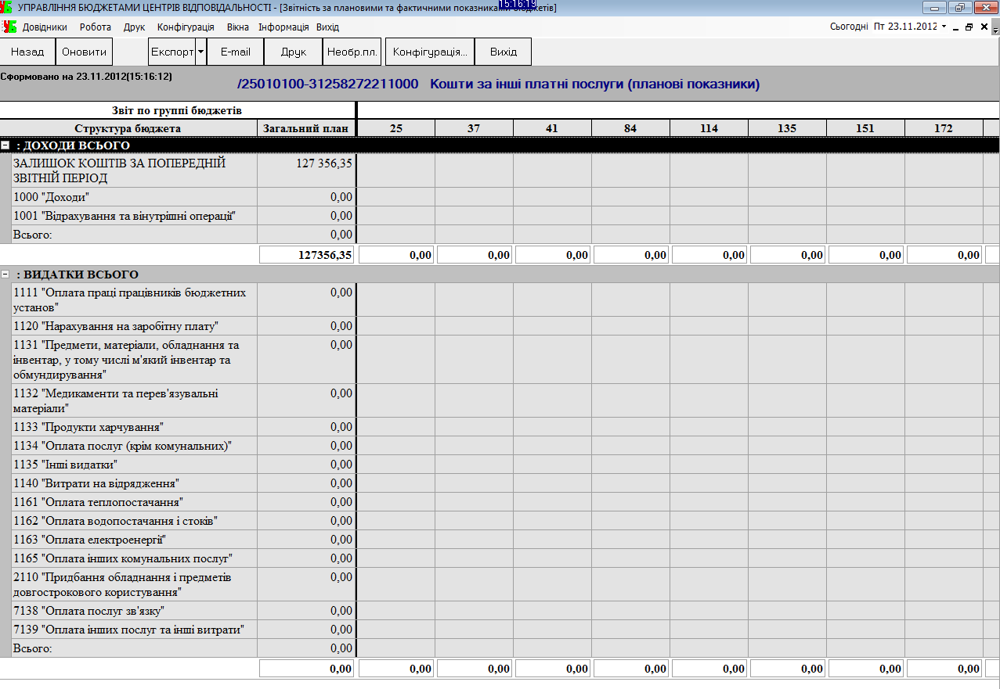 УПРАВЛІННЯ БЮДЖЕТАМИ ЦЕНТРІВ ВІДПОВІДАЛЬНОСТІ - [Звітність за плановими та фактичними показниками бюджетів]
15:16:19
Довідники Робота Друк Конфігурація Вікна Інформація Вихід
Сьогодні Пт 23.11.2012
Назад Оновити Експорт E-mail Друк Необр.пл. Конфігурація... Вихід
Сформовано на 23.11.2012(15:16:12)
/25010100-31258272211000 Кошти за інші платні послуги (планові показники)
Звіт по группі бюджетів
Структура бюджета Загальний план 25 37 41 84 114 135 151 172
: ДОХОДИ ВСЬОГО
ЗАЛИШОК КОШТІВ ЗА ПОПЕРЕДНІЙ 127 356,35
ЗВІТНІЙ ПЕРІОД
1000 "Доходи" 0,00
1001 "Відрахування та вінутрішні операції" 0,00
Всього: 0,00
127356,35 0,00 0,00 0,00 0,00 0,00 0,00 0,00 0,00
: ВИДАТКИ ВСЬОГО
1111 "Оплата праці працівників бюджетних 0,00
установ"
1120 "Нарахування на заробітну плату" 0,00
1131 "Предмети, матеріали, обладнання та 0,00
інвентар, у тому числі м'який інвентар та
обмундирування"
1132 "Медикаменти та перев'язувальні 0,00
матеріали"
1133 "Продукти харчування" 0,00
1134 "Оплата послуг (крім комунальних)" 0,00
1135 "Інші видатки" 0,00
1140 "Витрати на відрядження" 0,00
1161 "Оплата теплопостачання" 0,00
1162 "Оплата водопостачання і стоків" 0,00
1163 "Оплата електроенергії" 0,00
1165 "Оплата інших комунальних послуг" 0,00
2110 "Придбання обладнання і предметів 0,00
довгострокового користування"
7138 "Оплата послуг зв'язку" 0,00
7139 "Оплата інших послуг та інші витрати" 0,00
Всього: 0,00
0,00 0,00 0,00 0,00 0,00 0,00 0,00 0,00 0,00